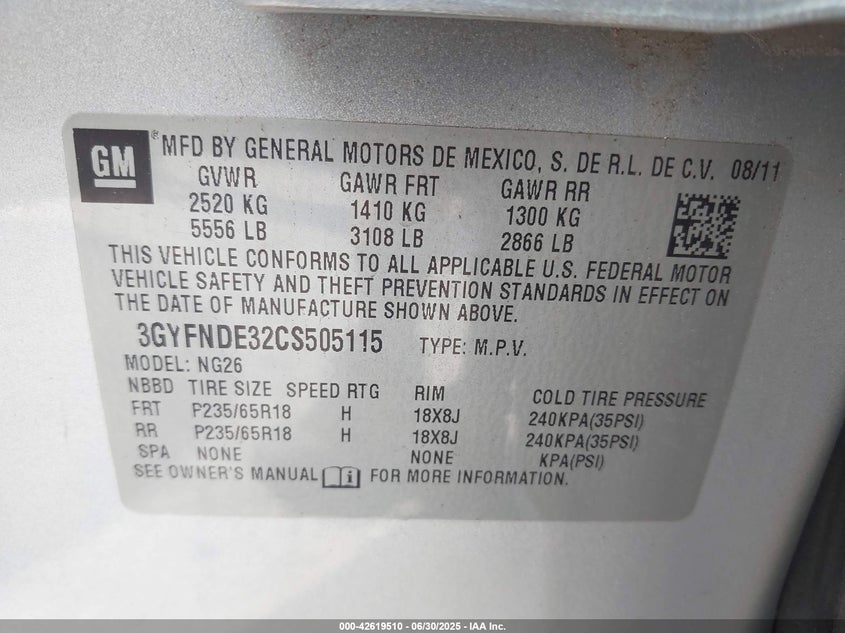 GM® MFD BY GENERAL MOTORS DE MEXICO, S. DE R.L. DE C.V. 08/11
GVWR GAWR FRT GAWR RR
2520 KG 1410 KG 1300 KG
5556 LB 3108 LB 2866 LB
THIS VEHICLE CONFORMS TO ALL APPLICABLE U.S. FEDERAL MOTOR
VEHICLE SAFETY AND THEFT PREVENTION STANDARDS IN EFFECT ON
THE DATE OF MANUFACTURE SHOWN ABOVE.
3GYFNDE32CS505115 TYPE: M.P.V.
MODEL: NG26
NBBD TIRE SIZE SPEED RTG RIM COLD TIRE PRESSURE
FRT P235/65R18 H 18X8J 240KPA(35PSI)
RR P235/65R18 H 18X8J 240KPA(35PSI)
SPA NONE NONE KPA(PSI)
SEE OWNER'S MANUAL i FOR MORE INFORMATION.
000-42619510 - 06/30/2025 - IAA Inc.